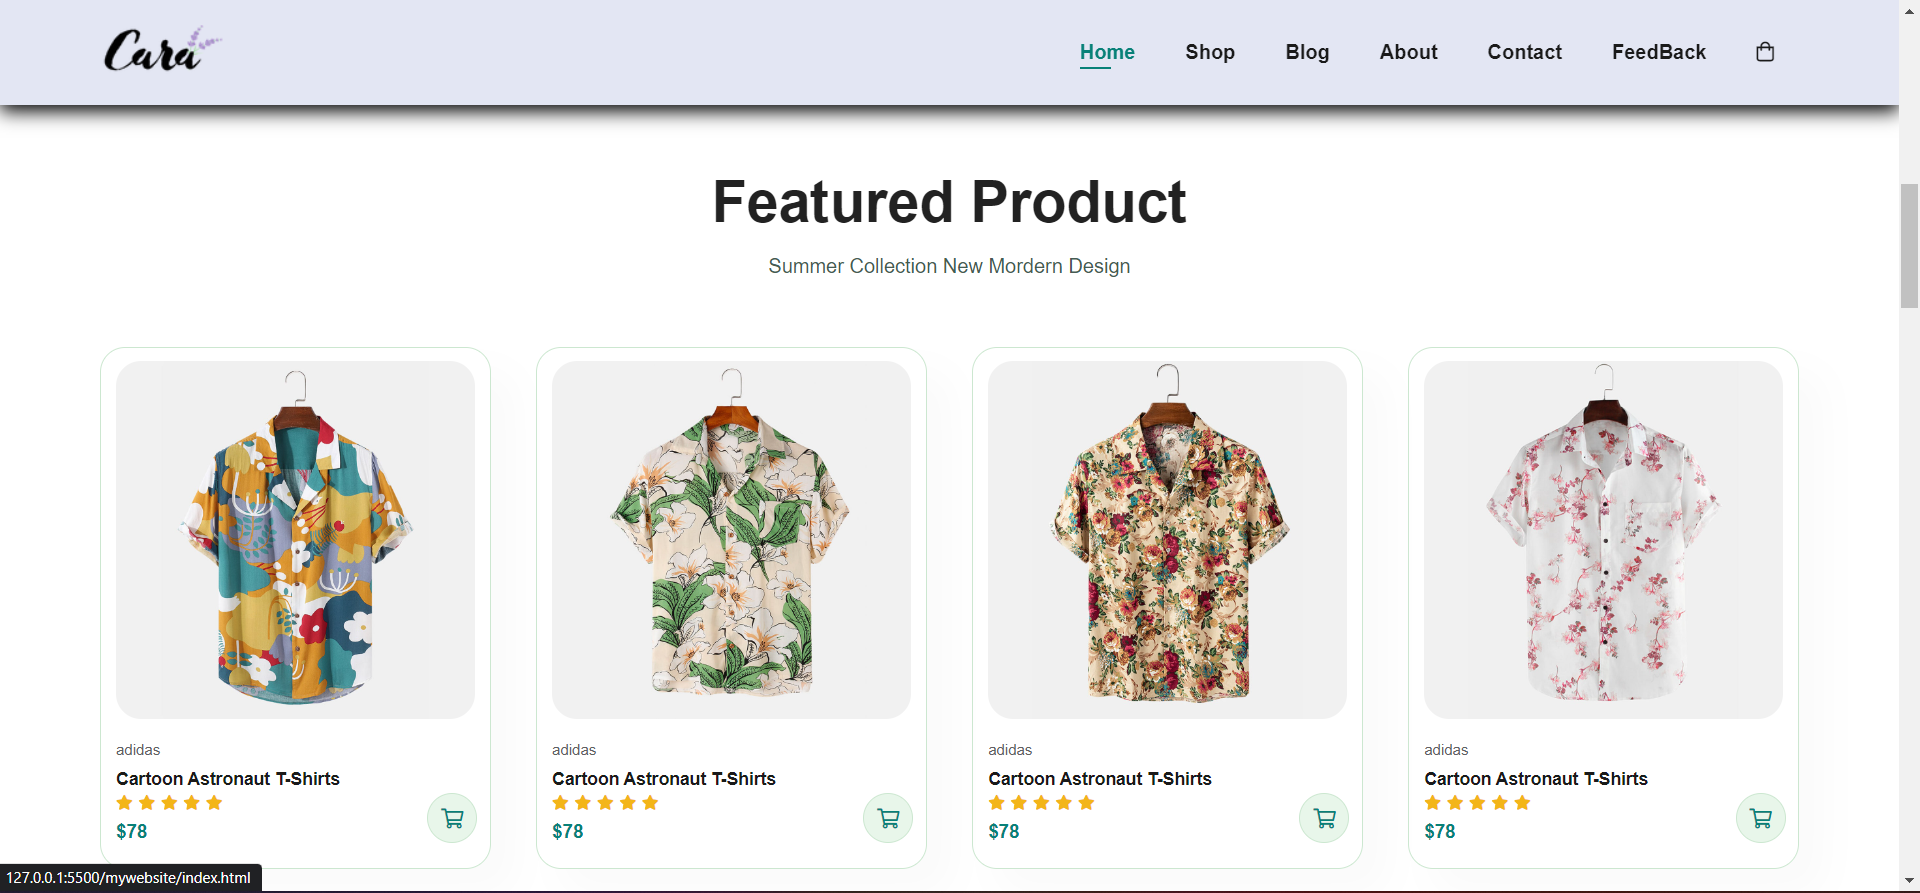 Cara
Home Shop Blog About Contact FeedBack
Featured Product
Summer Collection New Mordern Design
adidas adidas adidas adidas
Cartoon Astronaut T-Shirts Cartoon Astronaut T-Shirts Cartoon Astronaut T-Shirts Cartoon Astronaut T-Shirts
$78 $78 $78 $78
127.0.0.1:5500/mywebsite/index.html